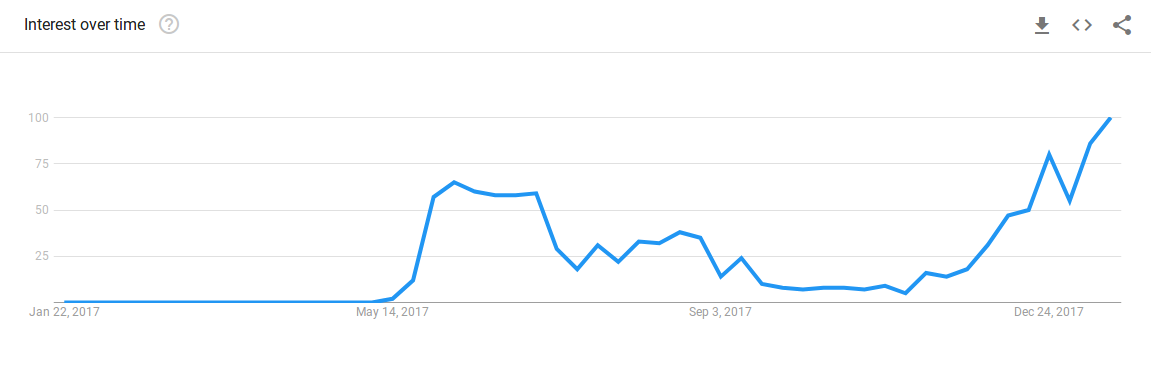 Interest over time
100
75
50
25
Jan 22, 2017
May 14, 2017
Sep 3, 2017
Dec 24, 2017